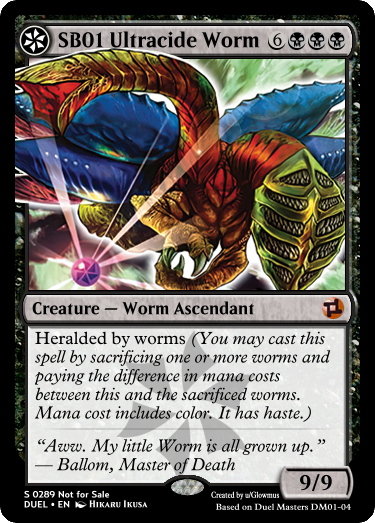 SB01 Ultracide Worm 6
Creature — Worm Ascendant
Heralded by worms (You may cast this
spell by sacrificing one or more worms and
paying the difference in mana costs
between this and the sacrificed worms.
Mana cost includes color. It has haste.)
“Aww. My little Worm is all grown up.”
— Ballom, Master of Death
9/9
S 0289 Not for Sale
DUEL • EN Hikaru Ikusa
Created by u/Glowmus
Based on Duel Masters DM01-04